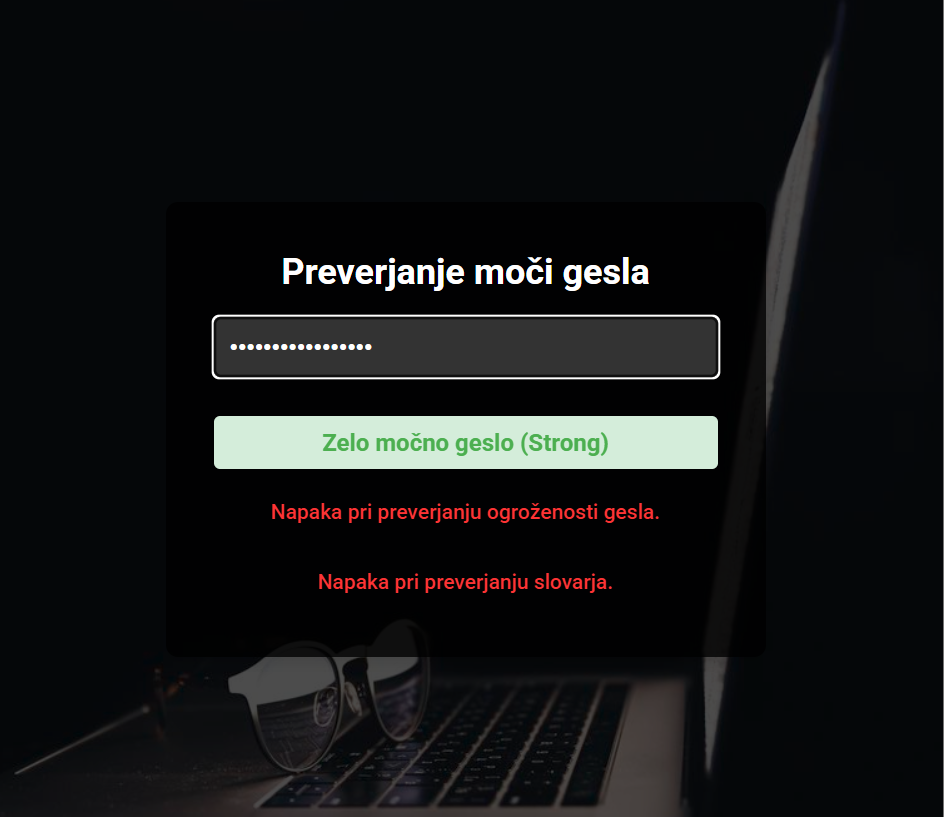 Preverjanje moči gesla
•••••••••••••••••
Zelo močno geslo (Strong)
Napaka pri preverjanju ogroženosti gesla.
Napaka pri preverjanju slovarja.